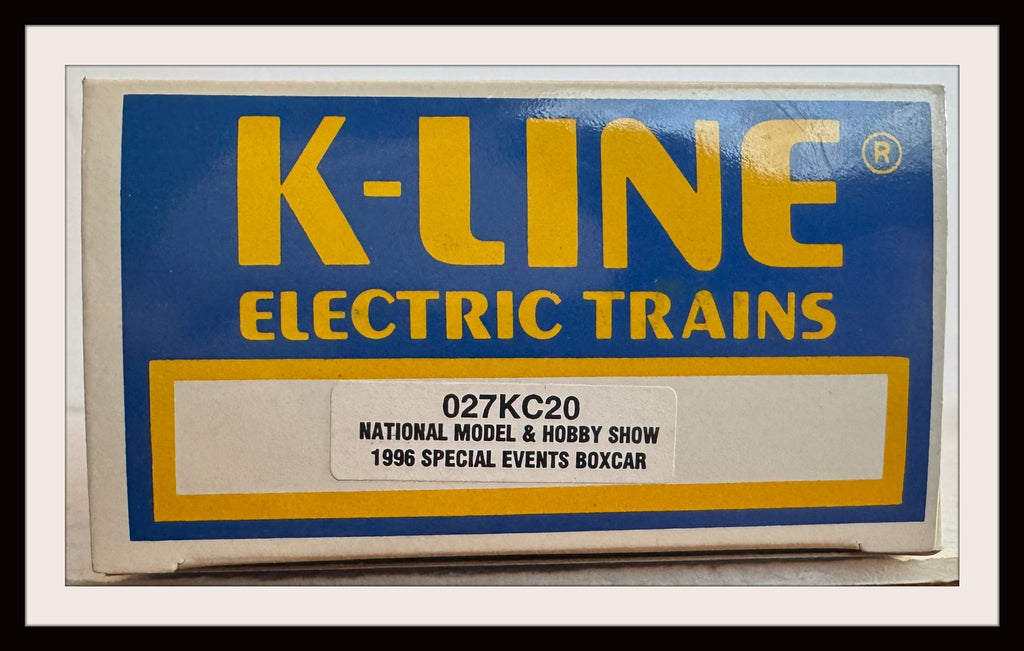 K-LINE®
ELECTRIC TRAINS
027KC20
NATIONAL MODEL & HOBBY SHOW
1996 SPECIAL EVENTS BOXCAR